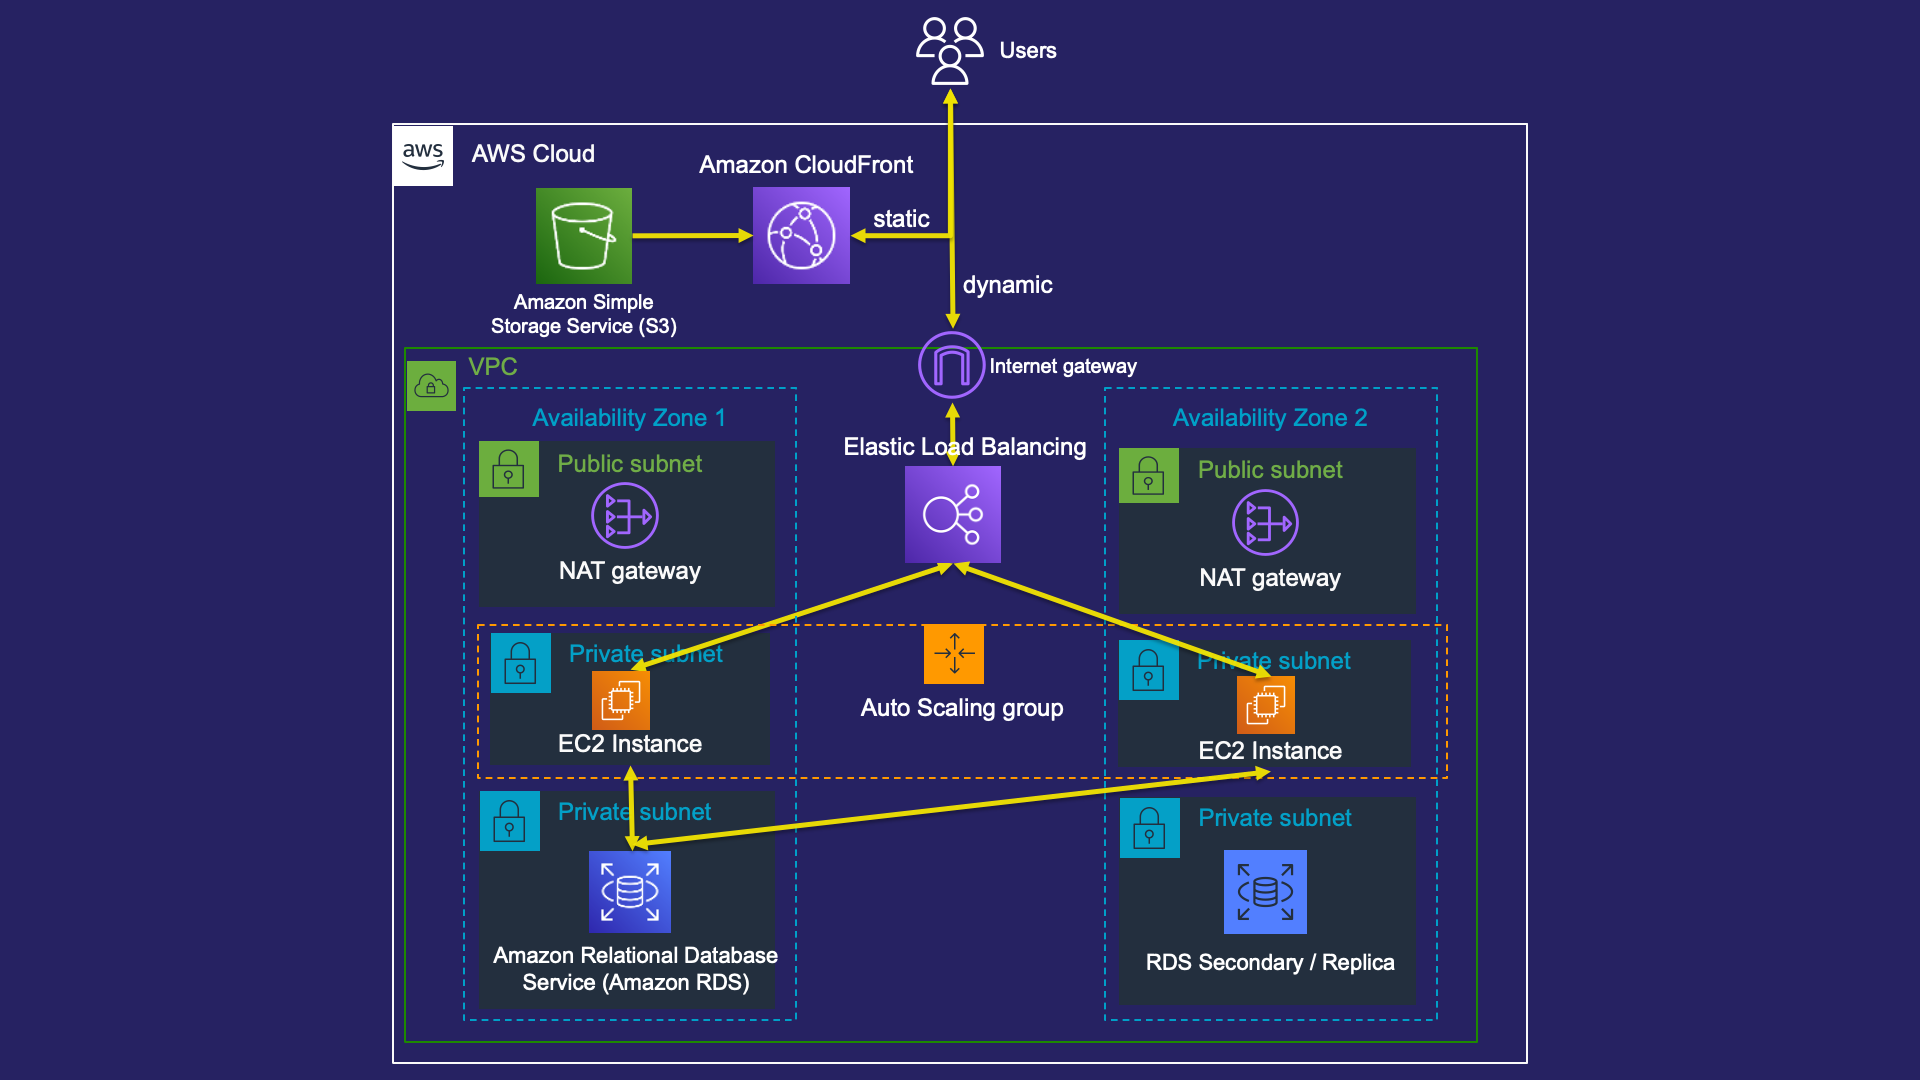 Users
aws
AWS Cloud
Amazon CloudFront
static
Amazon Simple
Storage Service (S3)
dynamic
Internet gateway
VPC
Availability Zone 1
Availability Zone 2
Elastic Load Balancing
Public subnet
NAT gateway
Public subnet
NAT gateway
Private subnet
EC2 Instance
Auto Scaling group
Private subnet
EC2 Instance
Private subnet
Amazon Relational Database
Service (Amazon RDS)
Private subnet
RDS Secondary / Replica